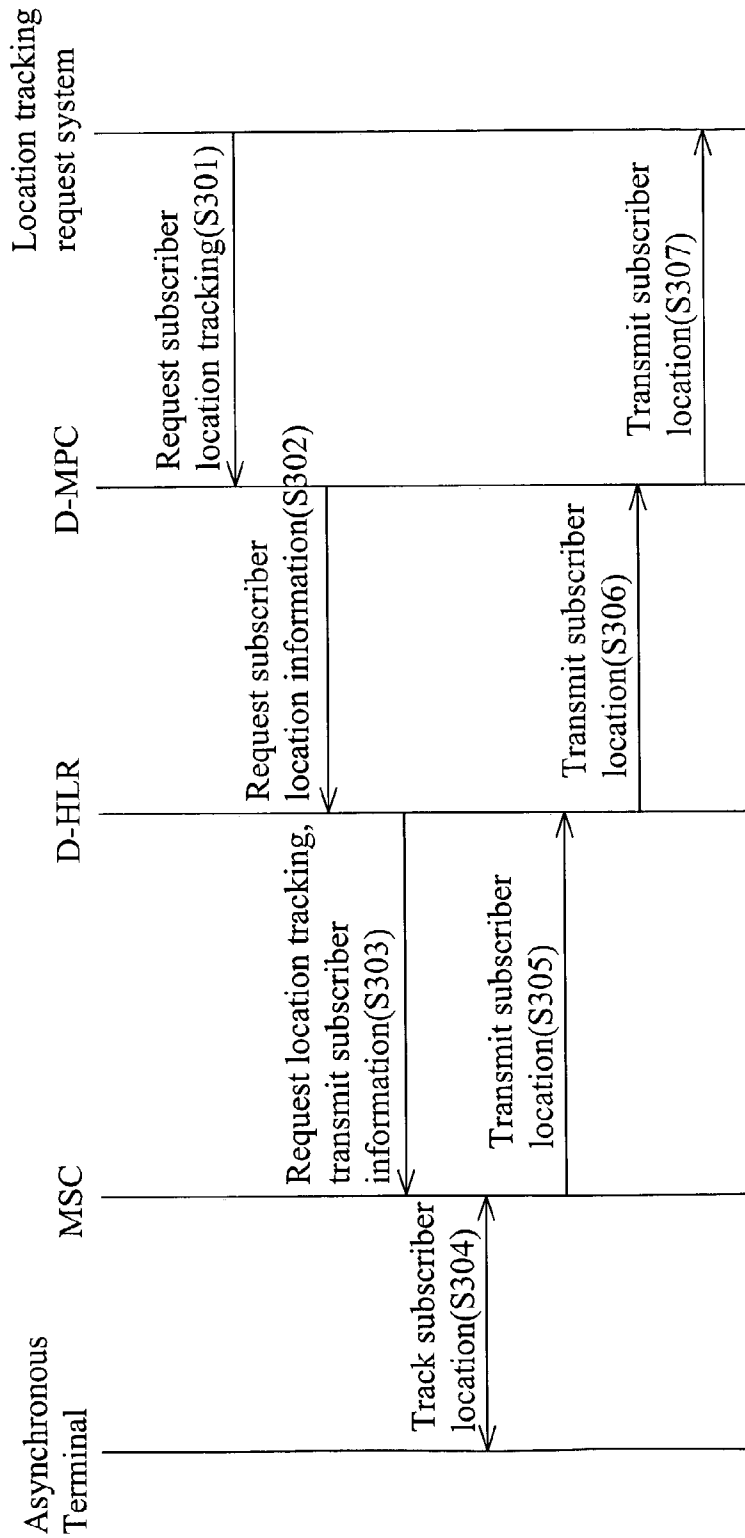 Asynchronous
Terminal
MSC
D-HLR
D-MPC
Location tracking
request system
Request subscriber
location tracking(S301)
Request subscriber
location information(S302)
Request location tracking,
transmit subscriber
information(S303)
Track subscriber
location(S304)
Transmit subscriber
location(S305)
Transmit subscriber
location(S306)
Transmit subscriber
location(S307)